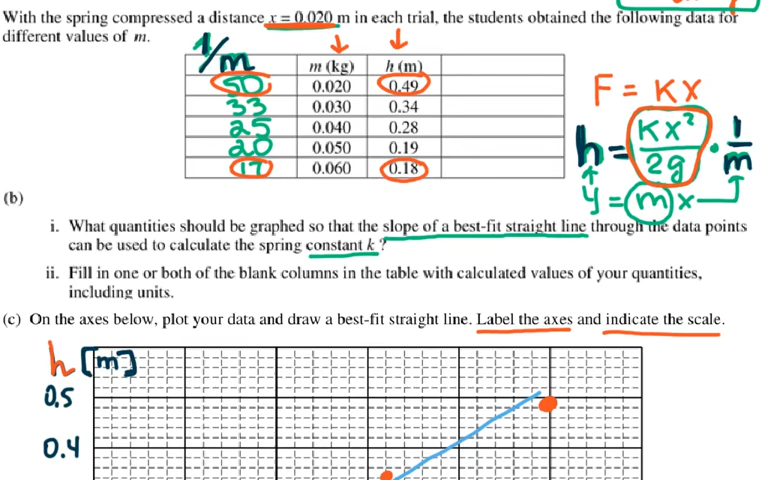 With the spring compressed a distance x = 0.020 m in each trial, the students obtained the following data for
different values of m.
1/m
m (kg) h (m)
50 0.020 0.49
33 0.030 0.34
25 0.040 0.28
20 0.050 0.19
17 0.060 0.18
F = Kx
h = Kx²/2g · 1/m
y = m x
(b)
i. What quantities should be graphed so that the slope of a best-fit straight line through the data points
can be used to calculate the spring constant k ?
ii. Fill in one or both of the blank columns in the table with calculated values of your quantities,
including units.
(c) On the axes below, plot your data and draw a best-fit straight line. Label the axes and indicate the scale.
h [m]
0.5
0.4